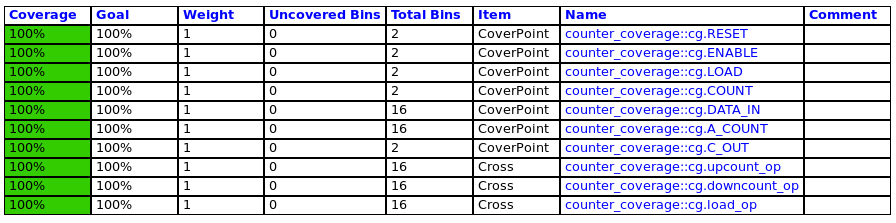 Coverage Goal Weight Uncovered Bins Total Bins Item Name Comment
100% 100% 1 0 2 CoverPoint counter_coverage::cg.RESET
100% 100% 1 0 2 CoverPoint counter_coverage::cg.ENABLE
100% 100% 1 0 2 CoverPoint counter_coverage::cg.LOAD
100% 100% 1 0 2 CoverPoint counter_coverage::cg.COUNT
100% 100% 1 0 16 CoverPoint counter_coverage::cg.DATA_IN
100% 100% 1 0 16 CoverPoint counter_coverage::cg.A_COUNT
100% 100% 1 0 2 CoverPoint counter_coverage::cg.C_OUT
100% 100% 1 0 16 Cross counter_coverage::cg.upcount_op
100% 100% 1 0 16 Cross counter_coverage::cg.downcount_op
100% 100% 1 0 16 Cross counter_coverage::cg.load_op